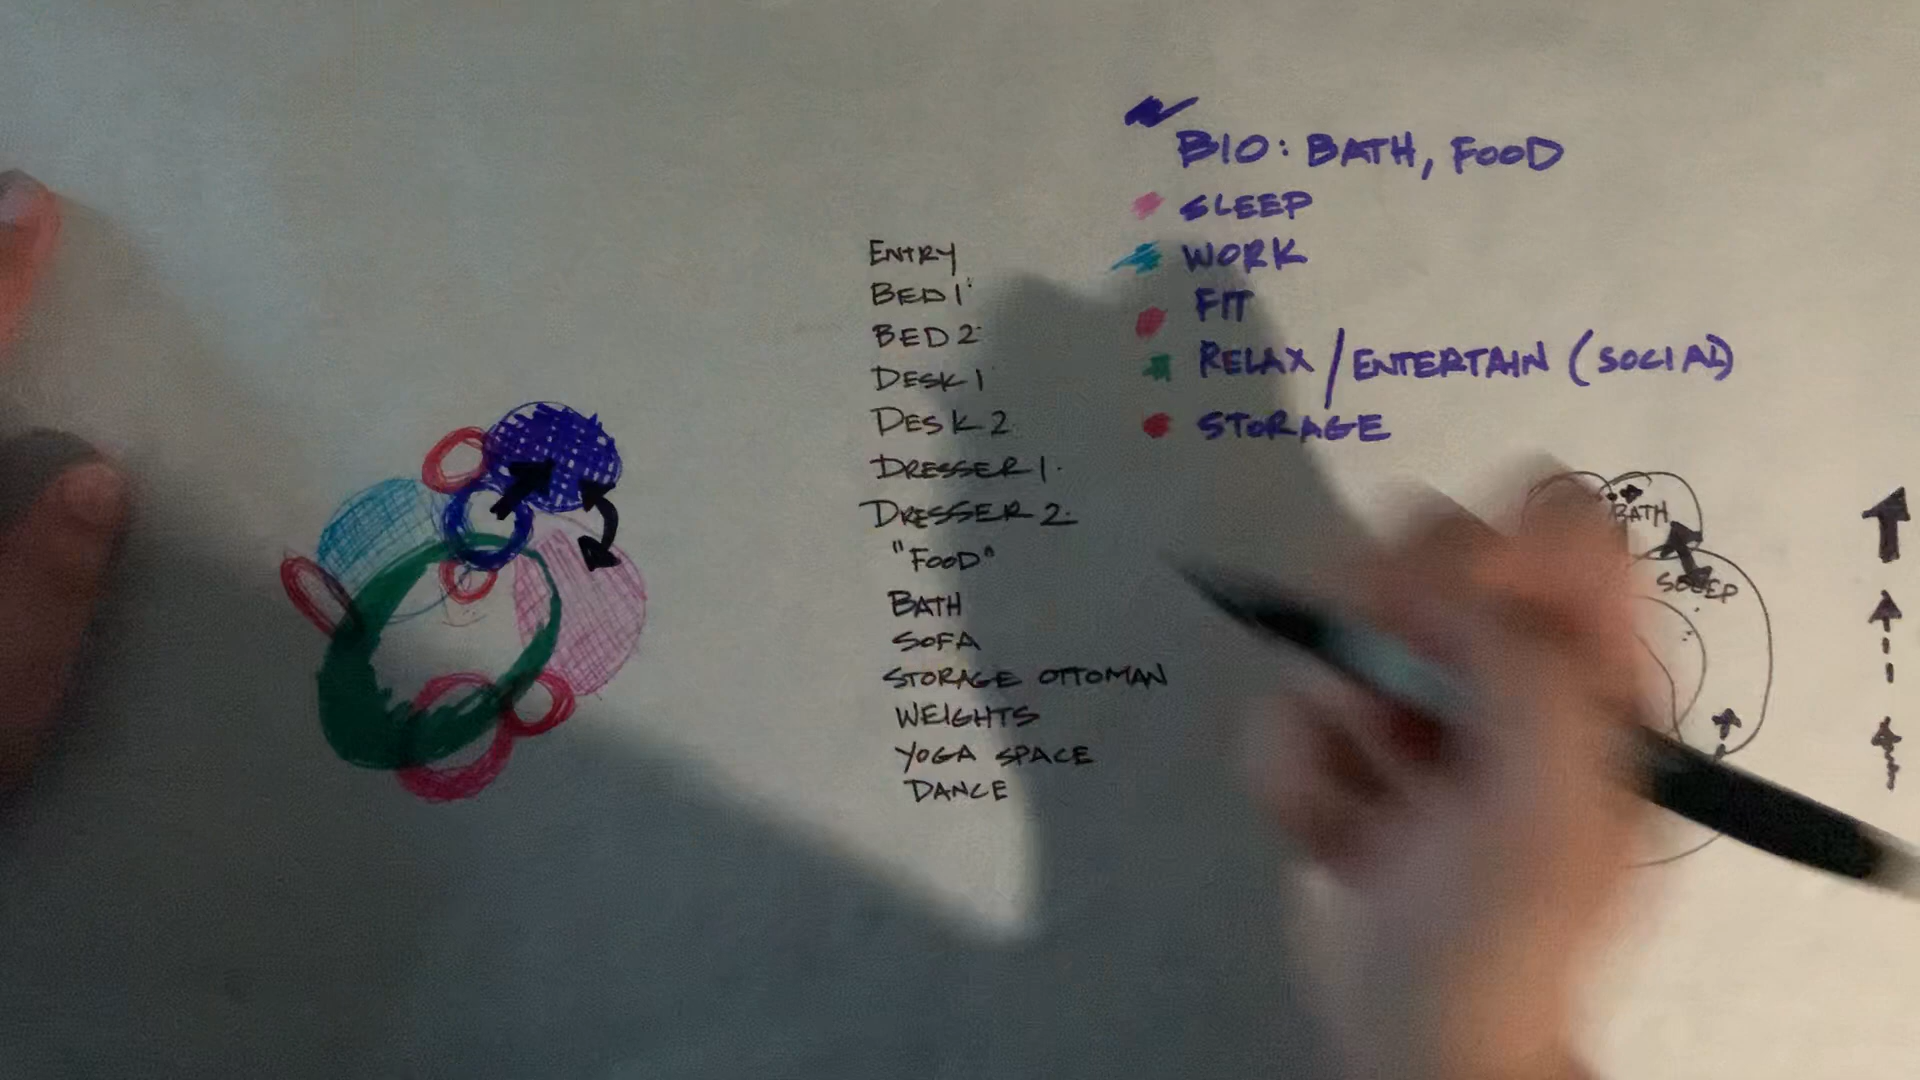 BIO: BATH, FOOD
SLEEP
WORK
FIT
RELAX / ENTERTAIN (SOCIAL)
STORAGE
ENTRY
BED 1
BED 2
DESK 1
DESK 2
DRESSER 1.
DRESSER 2.
"FOOD"
BATH
SOFA
STORAGE OTTOMAN
WEIGHTS
YOGA SPACE
DANCE
BATH
SLEEP